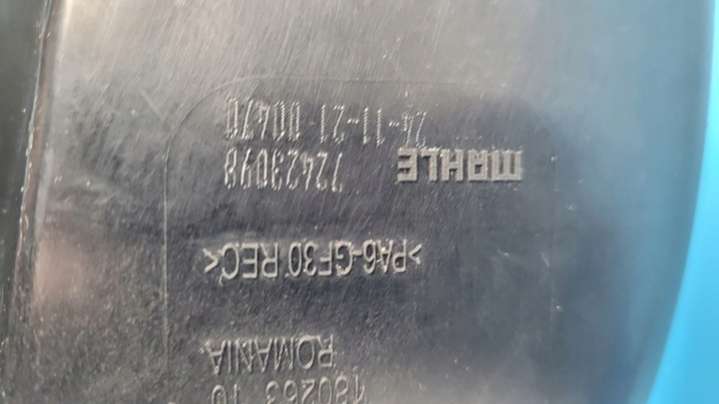 ROMANIA
>PA6-GF30 REC<
MAHLE 72423098
24-11-21 00470